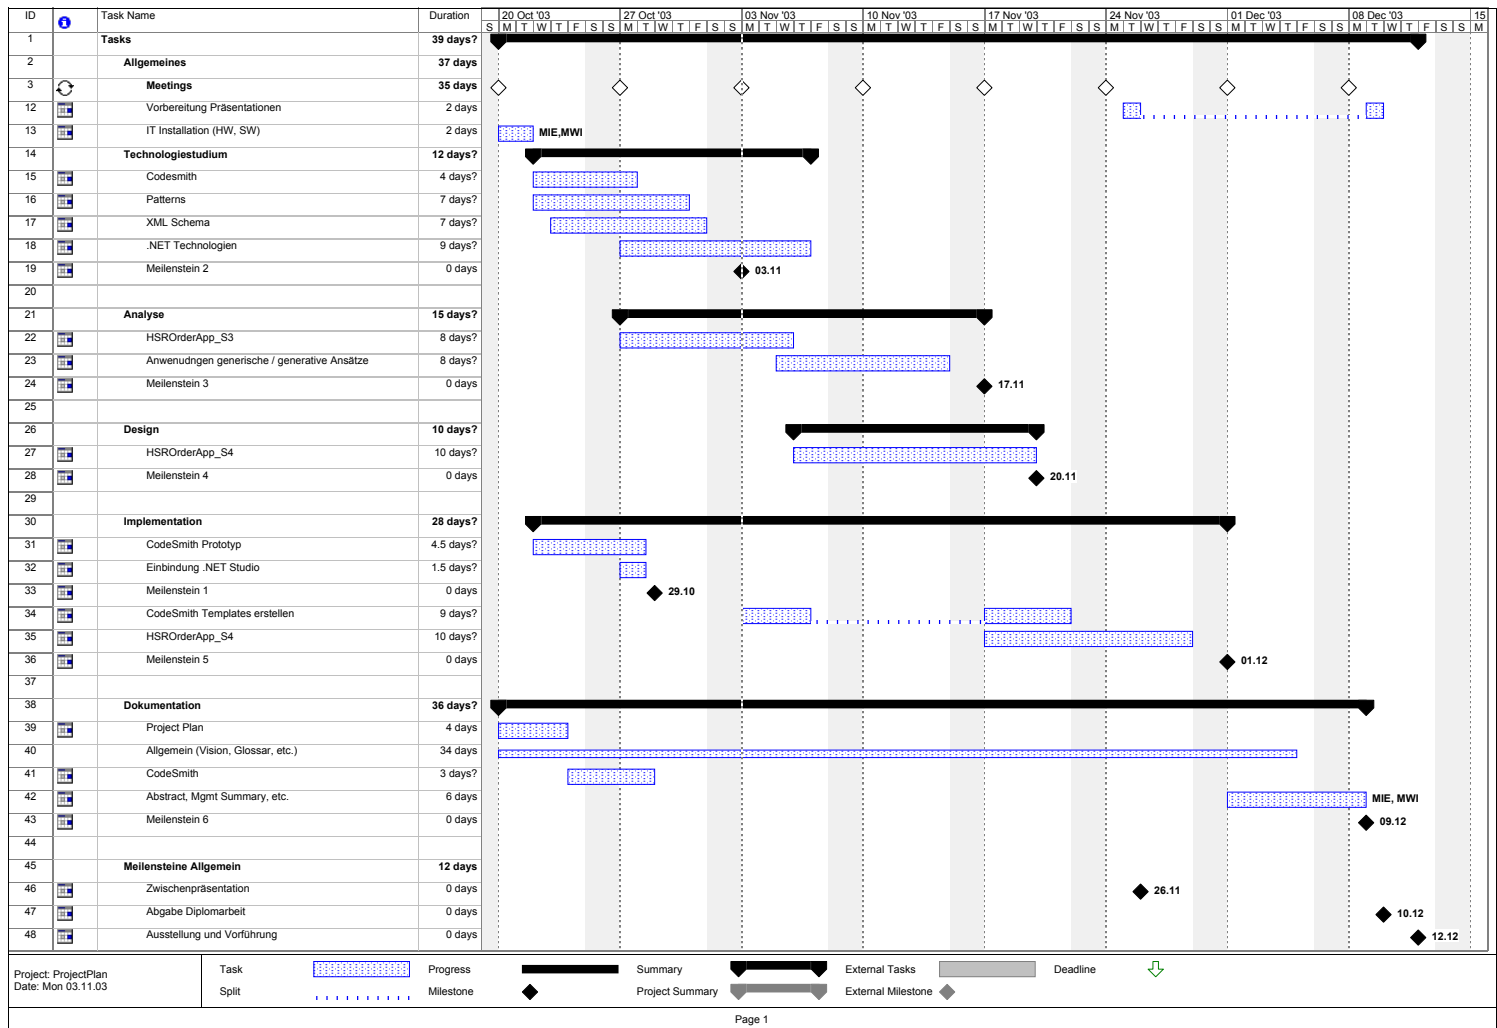 ID Task Name Duration 20 Oct '03 27 Oct '03 03 Nov '03 10 Nov '03 17 Nov '03 24 Nov '03 01 Dec '03 08 Dec '03 15
S M T W T F S S M T W T F S S M T W T F S S M T W T F S S M T W T F S S M T W T F S S M T W T F S S M T W T F S S M
1 Tasks 39 days?
2 Allgemeines 37 days
3 Meetings 35 days
12 Vorbereitung Präsentationen 2 days
13 IT Installation (HW, SW) 2 days MIE,MWI
14 Technologiestudium 12 days?
15 Codesmith 4 days?
16 Patterns 7 days?
17 XML Schema 7 days?
18 .NET Technologien 9 days?
19 Meilenstein 2 0 days 03.11
20
21 Analyse 15 days?
22 HSROrderApp_S3 8 days?
23 Anwenudngen generische / generative Ansätze 8 days?
24 Meilenstein 3 0 days 17.11
25
26 Design 10 days?
27 HSROrderApp_S4 10 days?
28 Meilenstein 4 0 days 20.11
29
30 Implementation 28 days?
31 CodeSmith Prototyp 4.5 days?
32 Einbindung .NET Studio 1.5 days?
33 Meilenstein 1 0 days 29.10
34 CodeSmith Templates erstellen 9 days?
35 HSROrderApp_S4 10 days?
36 Meilenstein 5 0 days 01.12
37
38 Dokumentation 36 days?
39 Project Plan 4 days
40 Allgemein (Vision, Glossar, etc.) 34 days
41 CodeSmith 3 days?
42 Abstract, Mgmt Summary, etc. 6 days MIE, MWI
43 Meilenstein 6 0 days 09.12
44
45 Meilensteine Allgemein 12 days
46 Zwischenpräsentation 0 days 26.11
47 Abgabe Diplomarbeit 0 days 10.12
48 Ausstellung und Vorführung 0 days 12.12
Project: ProjectPlan
Date: Mon 03.11.03
Task Progress Summary External Tasks Deadline
Split Milestone Project Summary External Milestone
Page 1